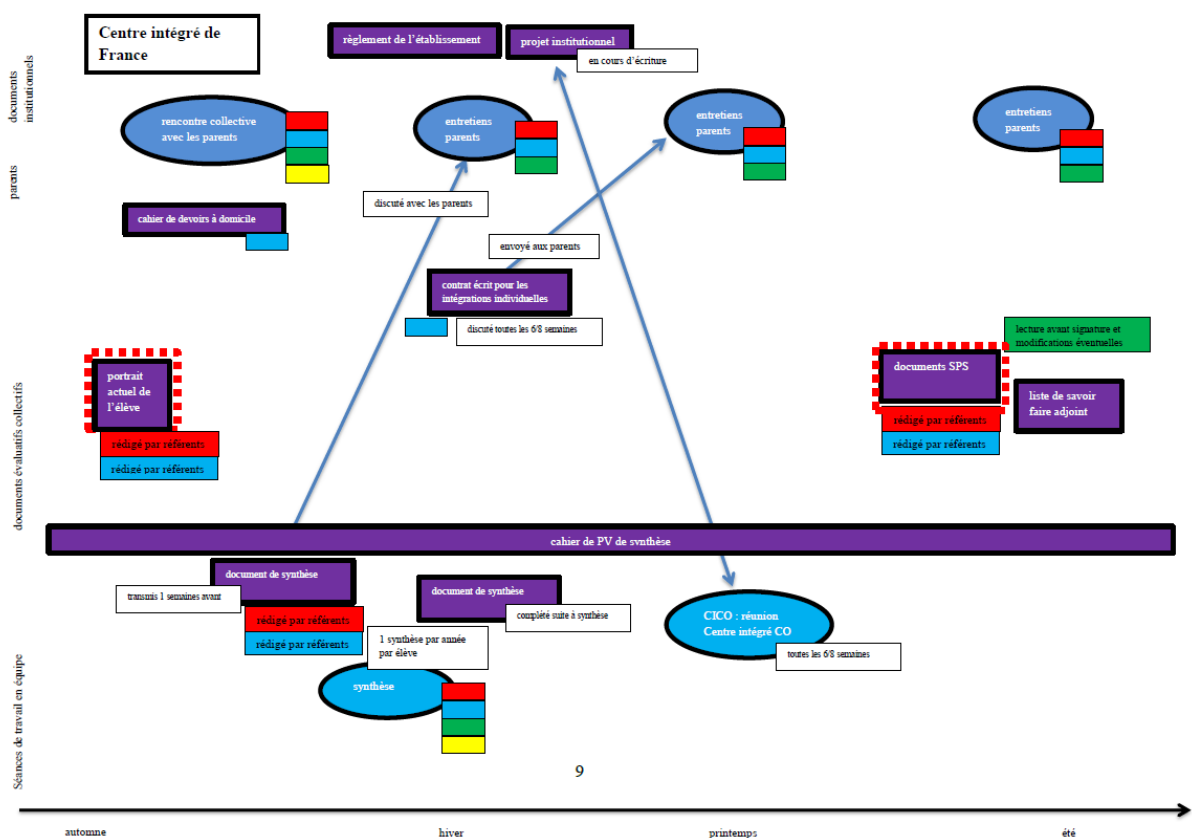 Centre intégré de
France
règlement de l'établissement
projet institutionnel
en cours d'écriture
documents
institutionnels
rencontre collective
avec les parents
entretiens
parents
entretiens
parents
entretiens
parents
parents
discuté avec les parents
cahier de devoirs à domicile
envoyé aux parents
contrat écrit pour les
intégrations individuelles
discuté toutes les 6/8 semaines
lecture avant signature et
modifications éventuelles
portrait
actuel de
l'élève
documents SPS
liste de savoir
faire adjoint
rédigé par référents
rédigé par référents
rédigé par référents
rédigé par référents
documents évaluatifs collectifs
cahier de PV de synthèse
document de synthèse
transmis 1 semaines avant
rédigé par référents
rédigé par référents
document de synthèse
complété suite à synthèse
1 synthèse par année
par élève
synthèse
CICO : réunion
Centre intégré CO
toutes les 6/8 semaines
Séances de travail en équipe
9
automne
hiver
printemps
été